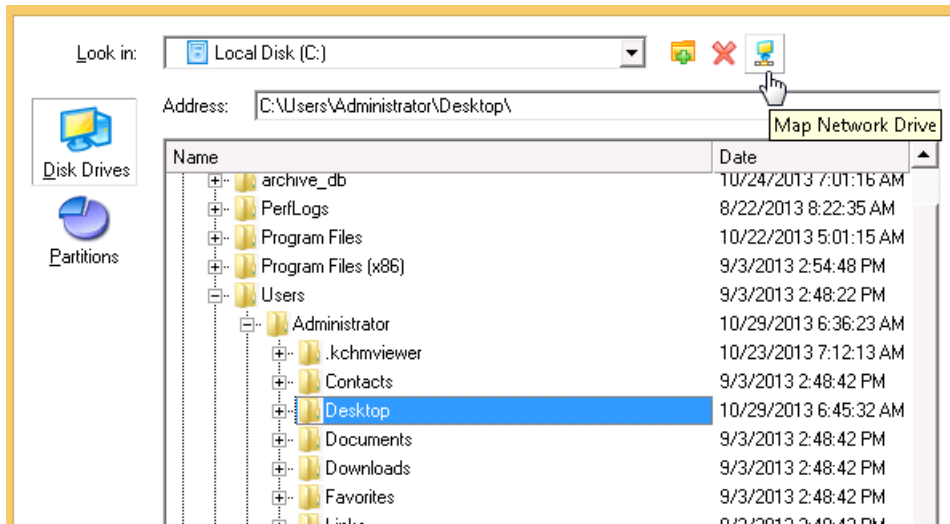 Look in: Local Disk (C:)
Address: C:\Users\Administrator\Desktop\
Map Network Drive
Disk Drives
Partitions
Name Date
archive_db 10/24/2013 7:01:16 AM
PerfLogs 8/22/2013 8:22:35 AM
Program Files 10/22/2013 5:01:15 AM
Program Files (x86) 9/3/2013 2:54:48 PM
Users 9/3/2013 2:48:22 PM
Administrator 10/29/2013 6:36:23 AM
.kchmviewer 10/23/2013 7:12:13 AM
Contacts 9/3/2013 2:48:42 PM
Desktop 10/29/2013 6:45:32 AM
Documents 9/3/2013 2:48:42 PM
Downloads 9/3/2013 2:48:42 PM
Favorites 9/3/2013 2:48:42 PM